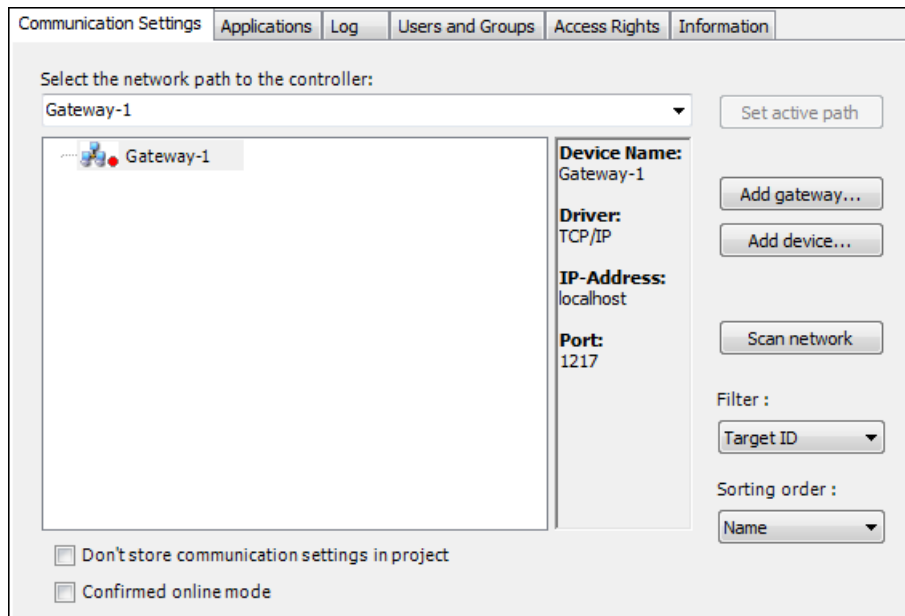 Communication Settings
Applications
Log
Users and Groups
Access Rights
Information
Select the network path to the controller:
Gateway-1
Set active path
Gateway-1
Device Name:
Gateway-1
Driver:
TCP/IP
IP-Address:
localhost
Port:
1217
Add gateway...
Add device...
Scan network
Filter :
Target ID
Sorting order :
Name
Don't store communication settings in project
Confirmed online mode